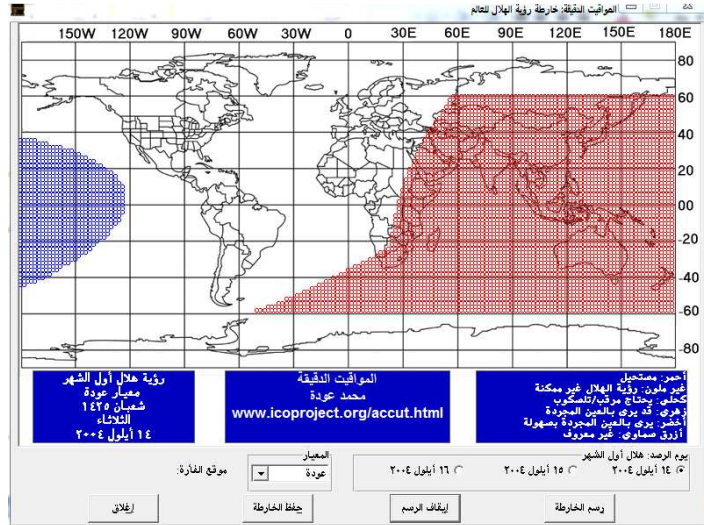 المواقيت الدقيقة: خارطة رؤية الهلال للعالم
150W 120W 90W 60W 30W 0 30E 60E 90E 120E 150E 180E
80
60
40
20
00
-20
-40
-60
-80
رؤية هلال أول الشهر
معيار عودة
شعبان ١٤٢٥
الثلاثاء
١٤ أيلول ٢٠٠٤
المواقيت الدقيقة
محمد عودة
www.icoproject.org/accut.html
أحمر: مستحيل
غير ملون: رؤية الهلال غير ممكنة
كحلي: يحتاج مرقب/تلسكوب
زهري: قد يرى بالعين المجردة
أخضر: يرى بالعين المجردة بسهولة
أزرق سماوي: غير معروف
يوم الرصد: هلال أول الشهر
١٤ أيلول ٢٠٠٤
١٥ أيلول ٢٠٠٤
١٦ أيلول ٢٠٠٤
المعيار
عودة
موقع الفأرة:
رسم الخارطة
إيقاف الرسم
حفظ الخارطة
إغلاق